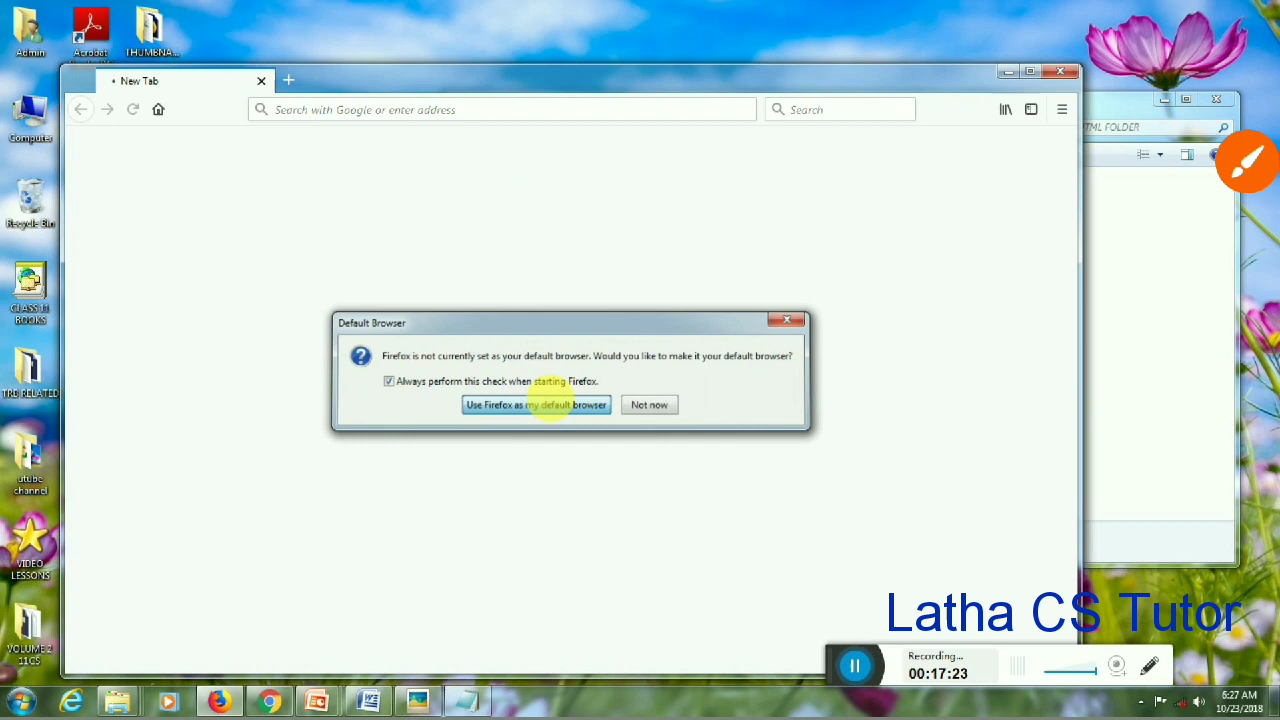 Admin
Acrobat
THUMBNA...
New Tab
Search with Google or enter address
Search
Computer
HTML FOLDER
Recycle Bin
CLASS 11
BOOKS
Default Browser
Firefox is not currently set as your default browser. Would you like to make it your default browser?
Always perform this check when starting Firefox.
Use Firefox as my default browser
Not now
TRB RELATED
utube
channel
VIDEO
LESSONS
Latha CS Tutor
VOLUME 2
11CS
Recording...
00:17:23
6:27 AM
10/23/2018